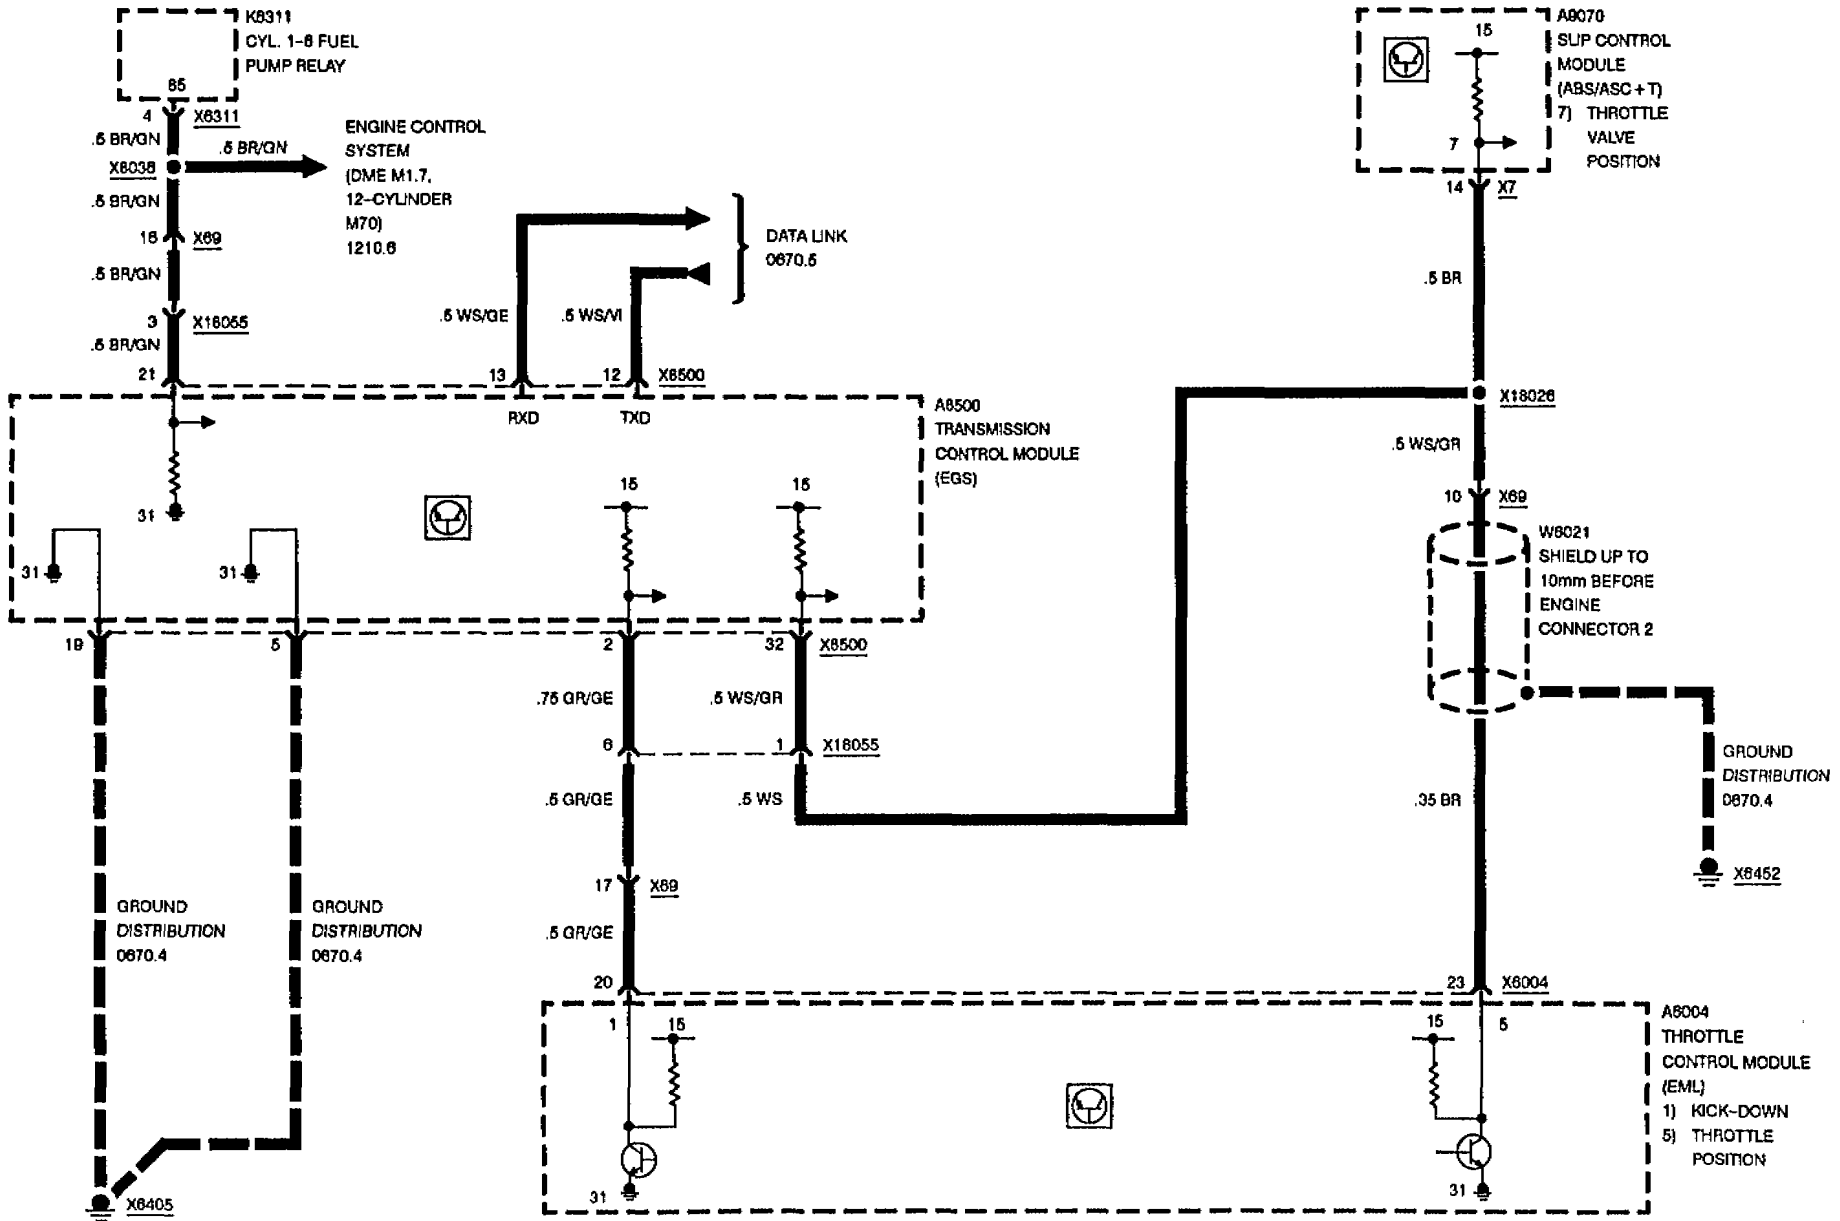 K6311
CYL. 1-6 FUEL
PUMP RELAY
85
4
X6311
.5 BR/GN
.5 BR/GN
X6038
ENGINE CONTROL
SYSTEM
(DME M1.7,
12-CYLINDER
M70)
1210.6
.5 BR/GN
16
X69
.5 BR/GN
3
X16055
.5 BR/GN
21
DATA LINK
0670.5
.5 WS/GE
.5 WS/VI
13
12
X6500
RXD
TXD
A6500
TRANSMISSION
CONTROL MODULE
(EGS)
31
31
31
15
15
19
5
2
32
X6500
.75 GR/GE
.5 WS/GR
6
1
X16055
.5 GR/GE
.5 WS
17
X69
.5 GR/GE
20
GROUND
DISTRIBUTION
0670.4
GROUND
DISTRIBUTION
0670.4
X6405
A9070
SLIP CONTROL
MODULE
(ABS/ASC+T)
7) THROTTLE
VALVE
POSITION
15
7
14
X7
.5 BR
X18026
.5 WS/GR
10
X69
W6021
SHIELD UP TO
10mm BEFORE
ENGINE
CONNECTOR 2
GROUND
DISTRIBUTION
0670.4
X6452
.35 BR
23
X6004
1
15
31
15
5
31
A6004
THROTTLE
CONTROL MODULE
(EML)
1) KICK-DOWN
5) THROTTLE
POSITION